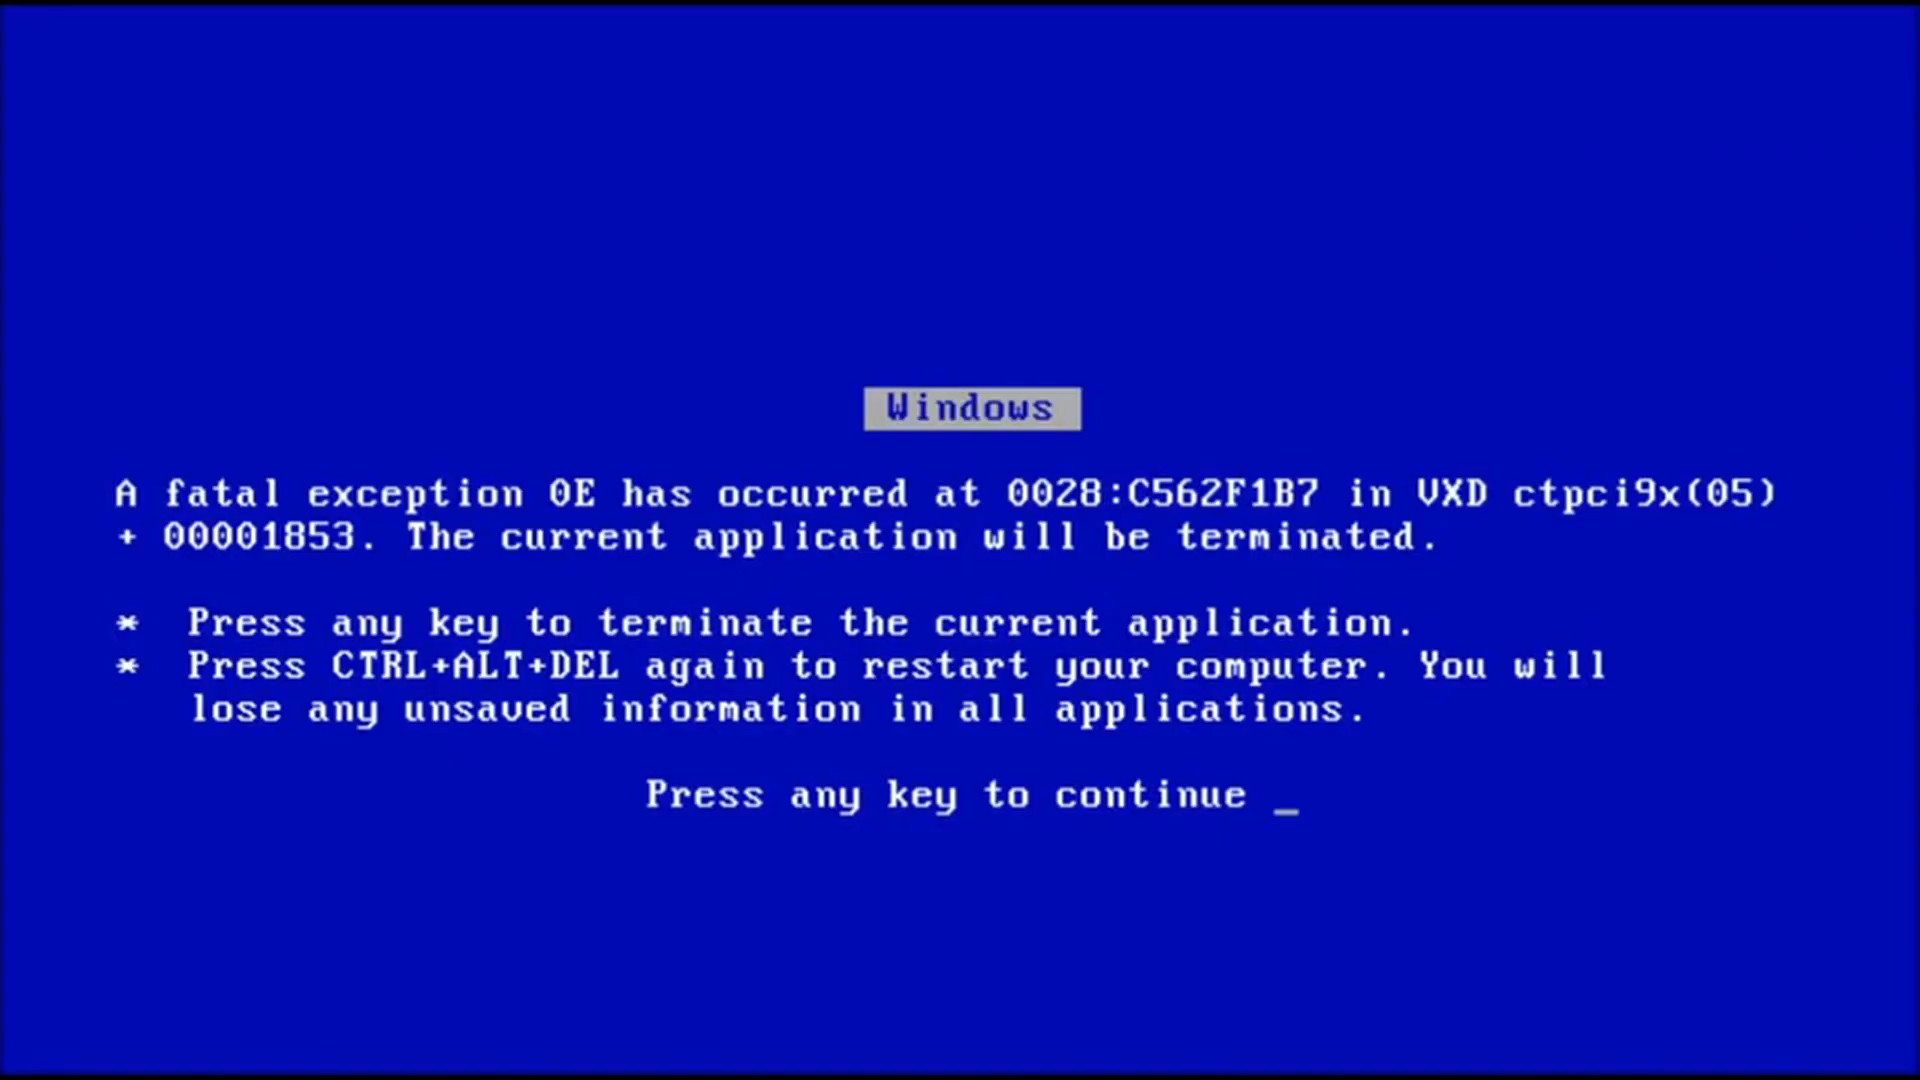 Windows
A fatal exception 0E has occurred at 0028:C562F1B7 in VXD ctpci9x(05)
+ 00001853. The current application will be terminated.
* Press any key to terminate the current application.
* Press CTRL+ALT+DEL again to restart your computer. You will
lose any unsaved information in all applications.
Press any key to continue _